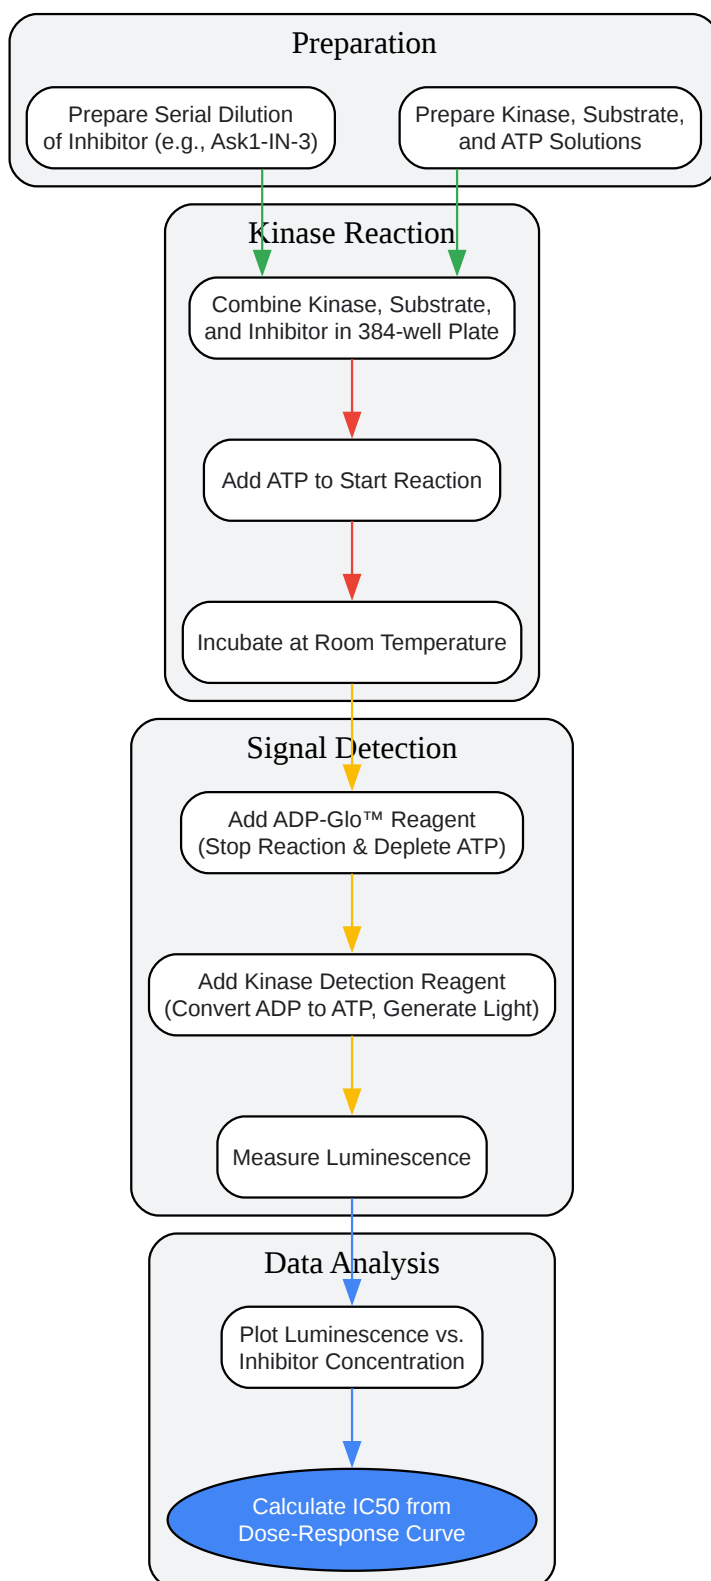 Preparation
Prepare Serial Dilution
of Inhibitor (e.g., Ask1-IN-3)
Prepare Kinase, Substrate,
and ATP Solutions
Kinase Reaction
Combine Kinase, Substrate,
and Inhibitor in 384-well Plate
Add ATP to Start Reaction
Incubate at Room Temperature
Signal Detection
Add ADP-Glo™ Reagent
(Stop Reaction & Deplete ATP)
Add Kinase Detection Reagent
(Convert ADP to ATP, Generate Light)
Measure Luminescence
Data Analysis
Plot Luminescence vs.
Inhibitor Concentration
Calculate IC50 from
Dose-Response Curve